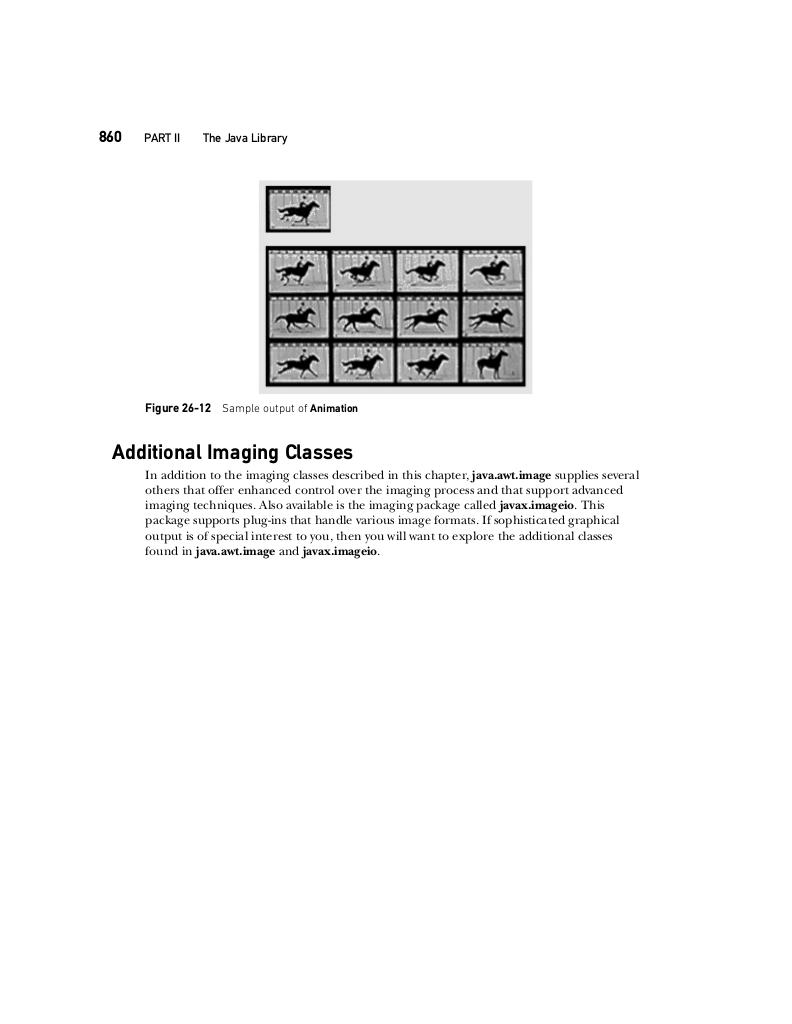 860 PART II The Java Library
Figure 26-12 Sample output of Animation
Additional Imaging Classes
In addition to the imaging classes described in this chapter, java.awt.image supplies several
others that offer enhanced control over the imaging process and that support advanced
imaging techniques. Also available is the imaging package called javax.imageio. This
package supports plug-ins that handle various image formats. If sophisticated graphical
output is of special interest to you, then you will want to explore the additional classes
found in java.awt.image and javax.imageio.